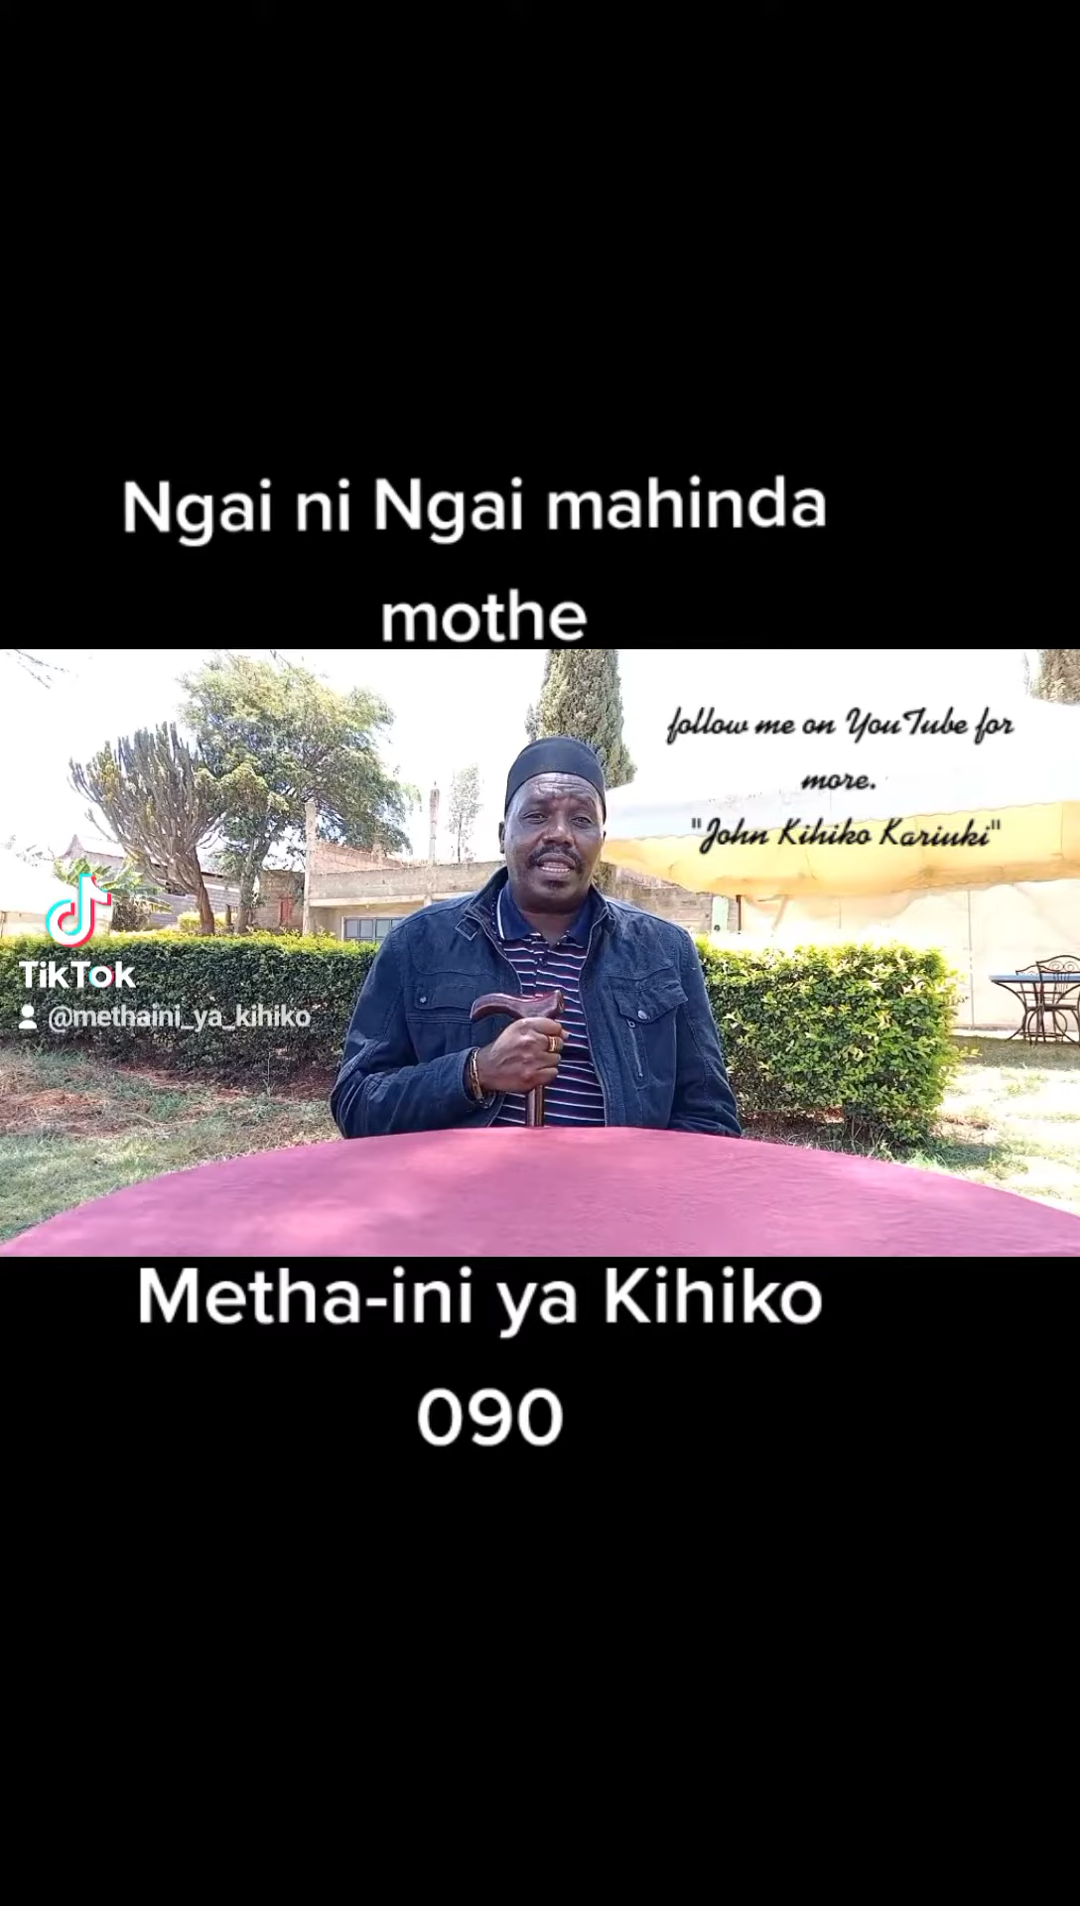 Ngai ni Ngai mahinda
mothe
follow me on YouTube for
more.
"John Kihiko Kariuki"
TikTok
@methaini_ya_kihiko
Metha-ini ya Kihiko
090